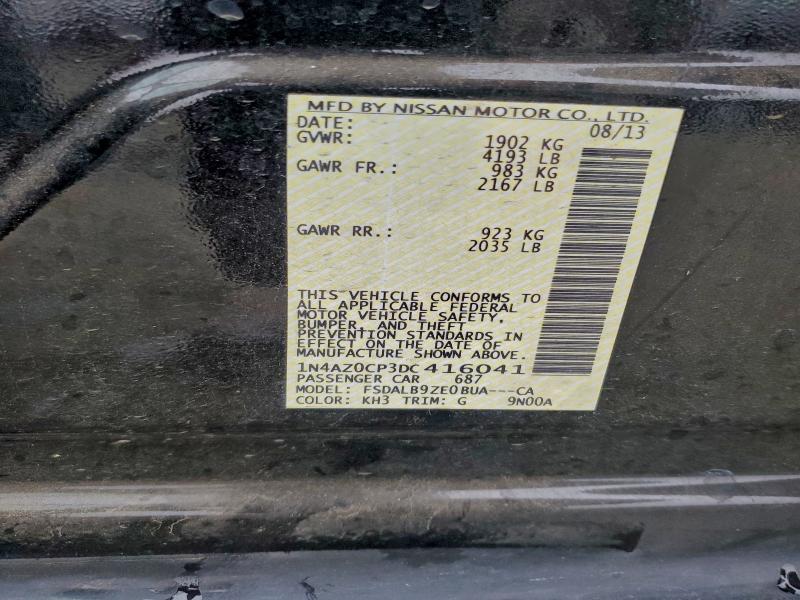 MFD BY NISSAN MOTOR CO., LTD.
DATE: 08/13
GVWR: 1902 KG
4193 LB
GAWR FR.: 983 KG
2167 LB
GAWR RR.: 923 KG
2035 LB
THIS VEHICLE CONFORMS TO
ALL APPLICABLE FEDERAL
MOTOR VEHICLE SAFETY,
BUMPER, AND THEFT
PREVENTION STANDARDS IN
EFFECT ON THE DATE OF
MANUFACTURE SHOWN ABOVE.
1N4AZ0CP3DC416041
PASSENGER CAR 687
MODEL: FSDALB9ZE0BUA---CA
COLOR: KH3 TRIM: G 9N00A